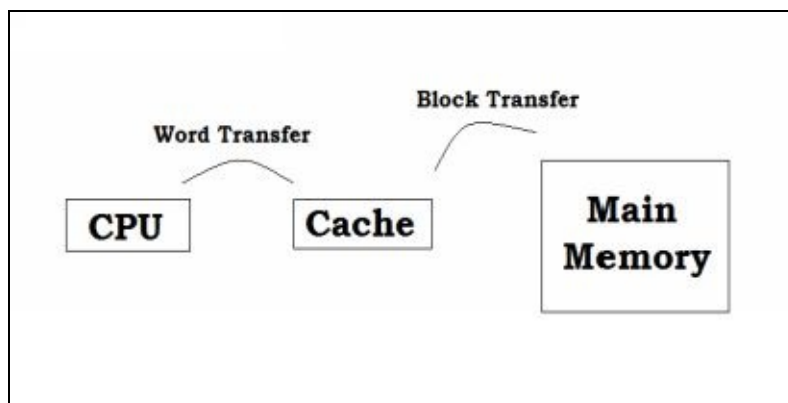 Block Transfer
Word Transfer
CPU
Cache
Main
Memory